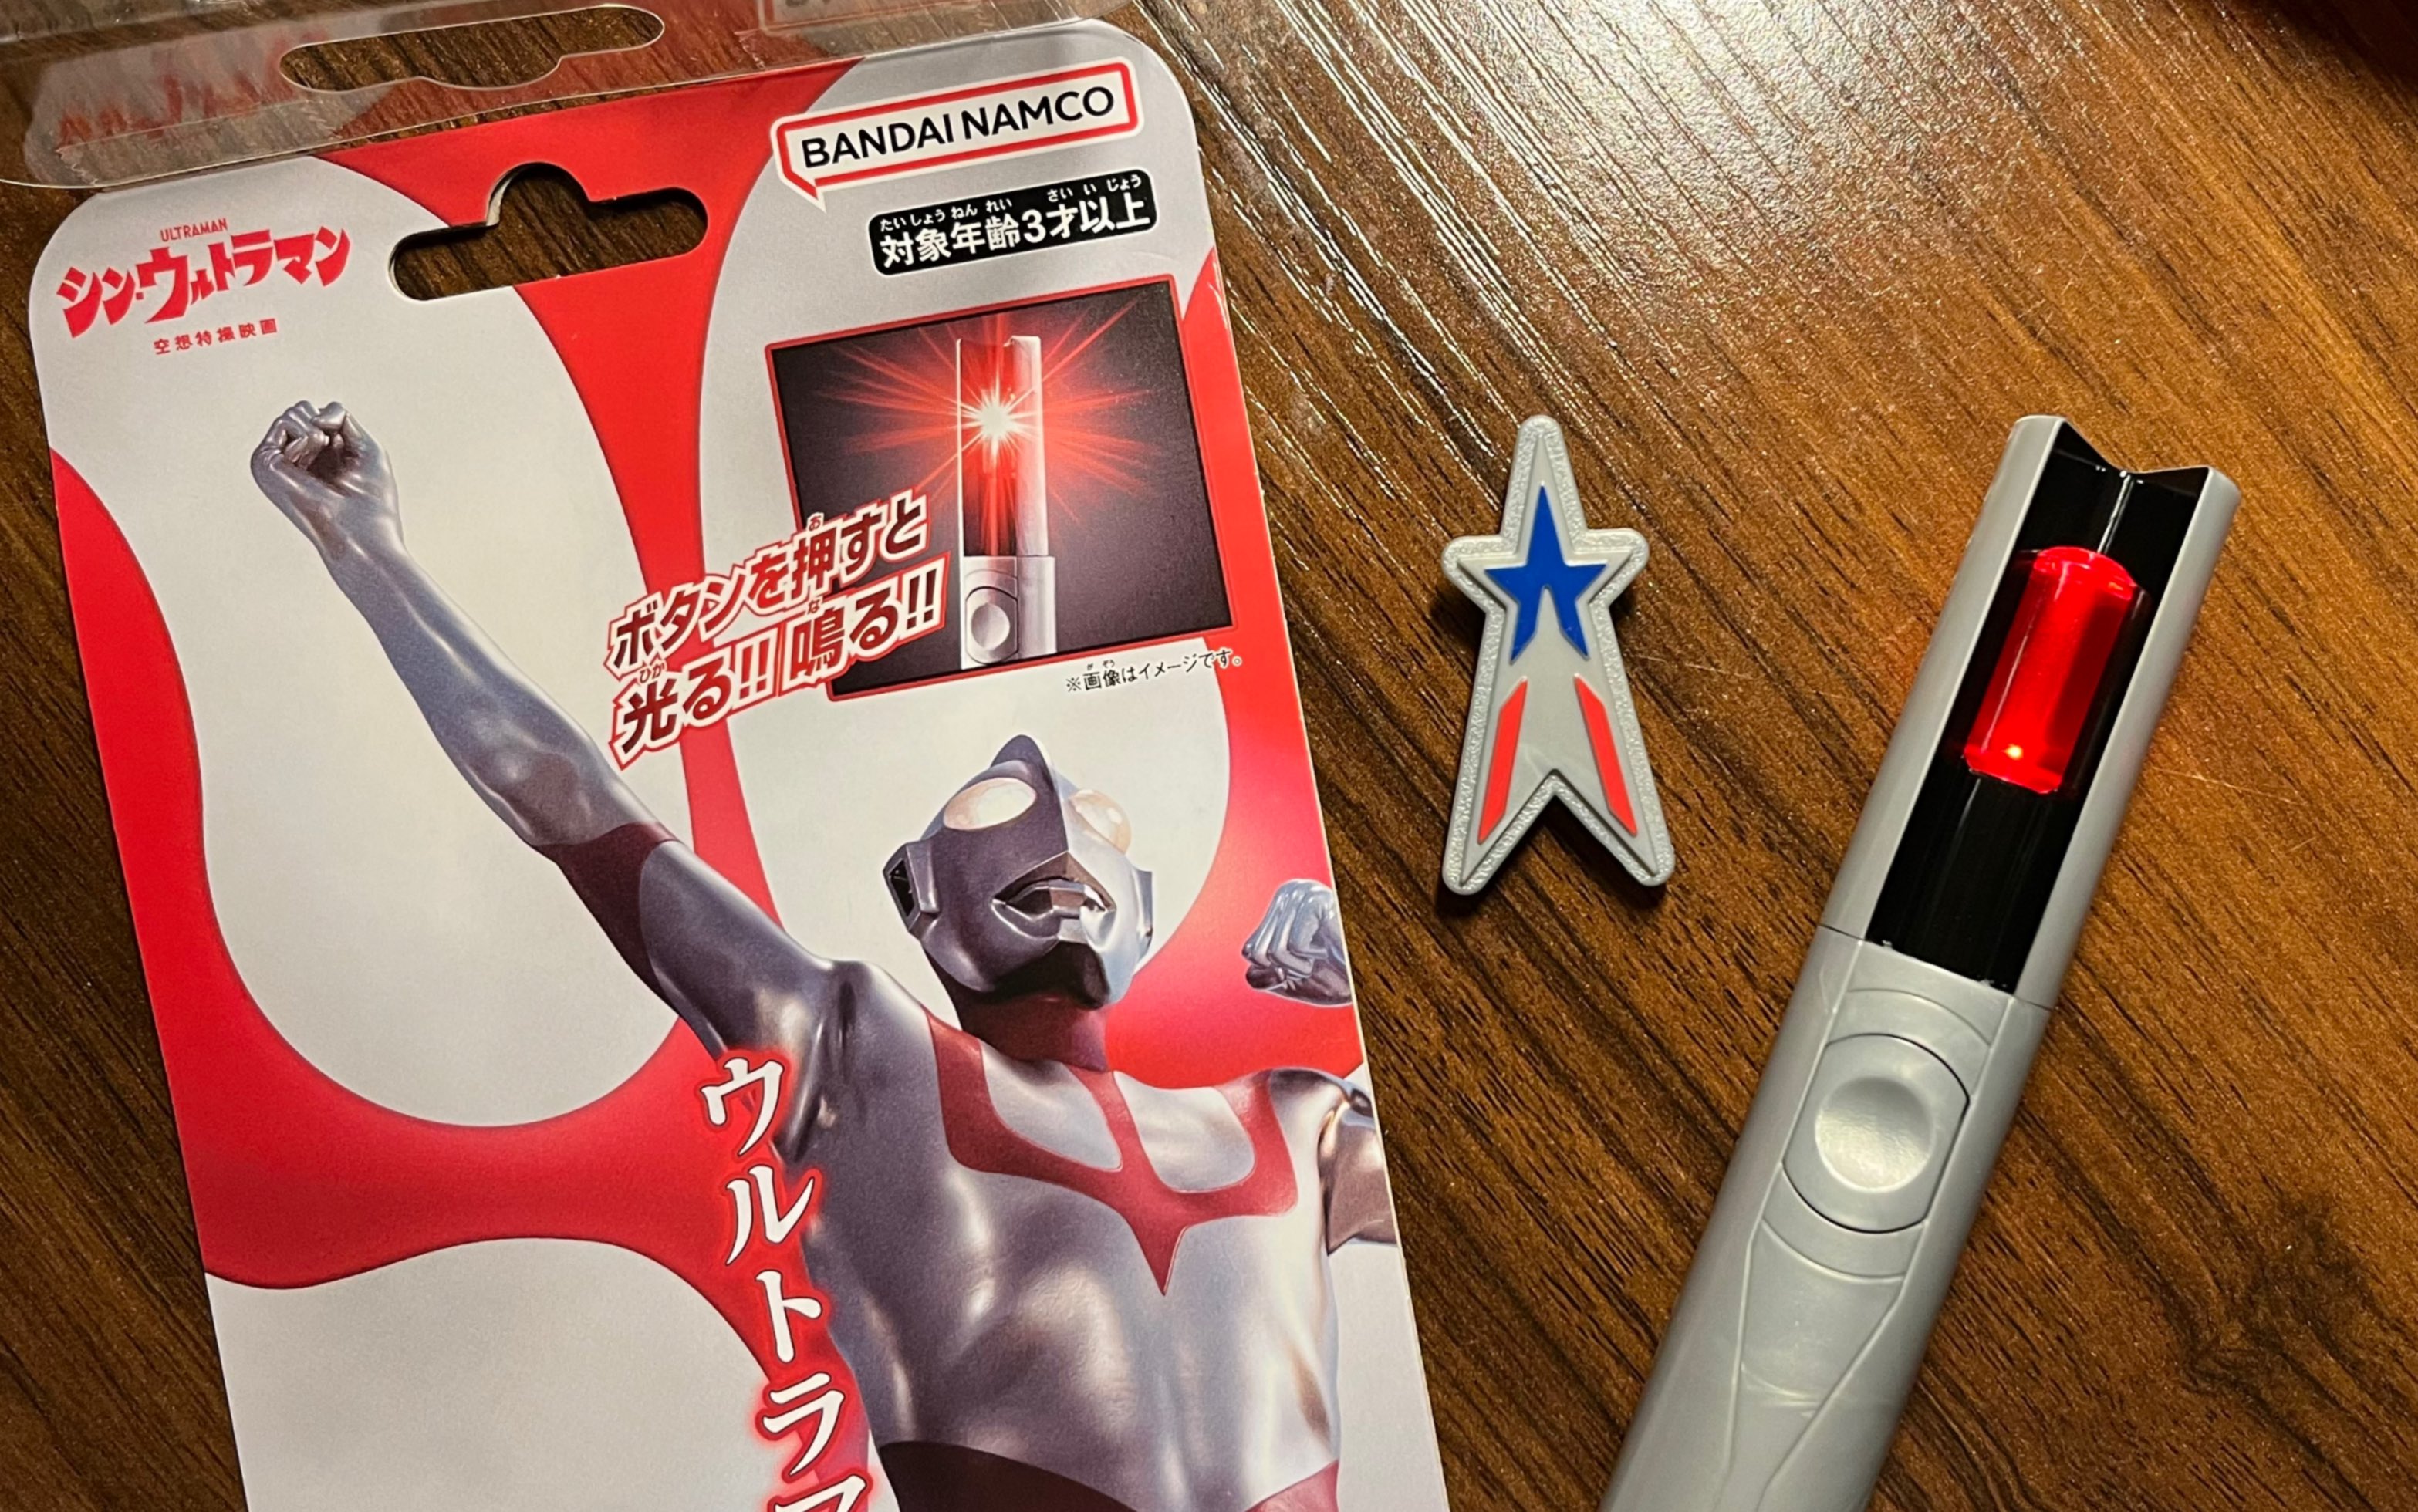 ULTRAMAN
シン・ウルトラマン
空想特撮映画
BANDAI NAMCO
たいしょうねんれい さいいじょう
対象年齢3才以上
お
ボタンを押すと
ひか な
光る!!鳴る!!
がぞう
※画像はイメージです。
ウルトラマ